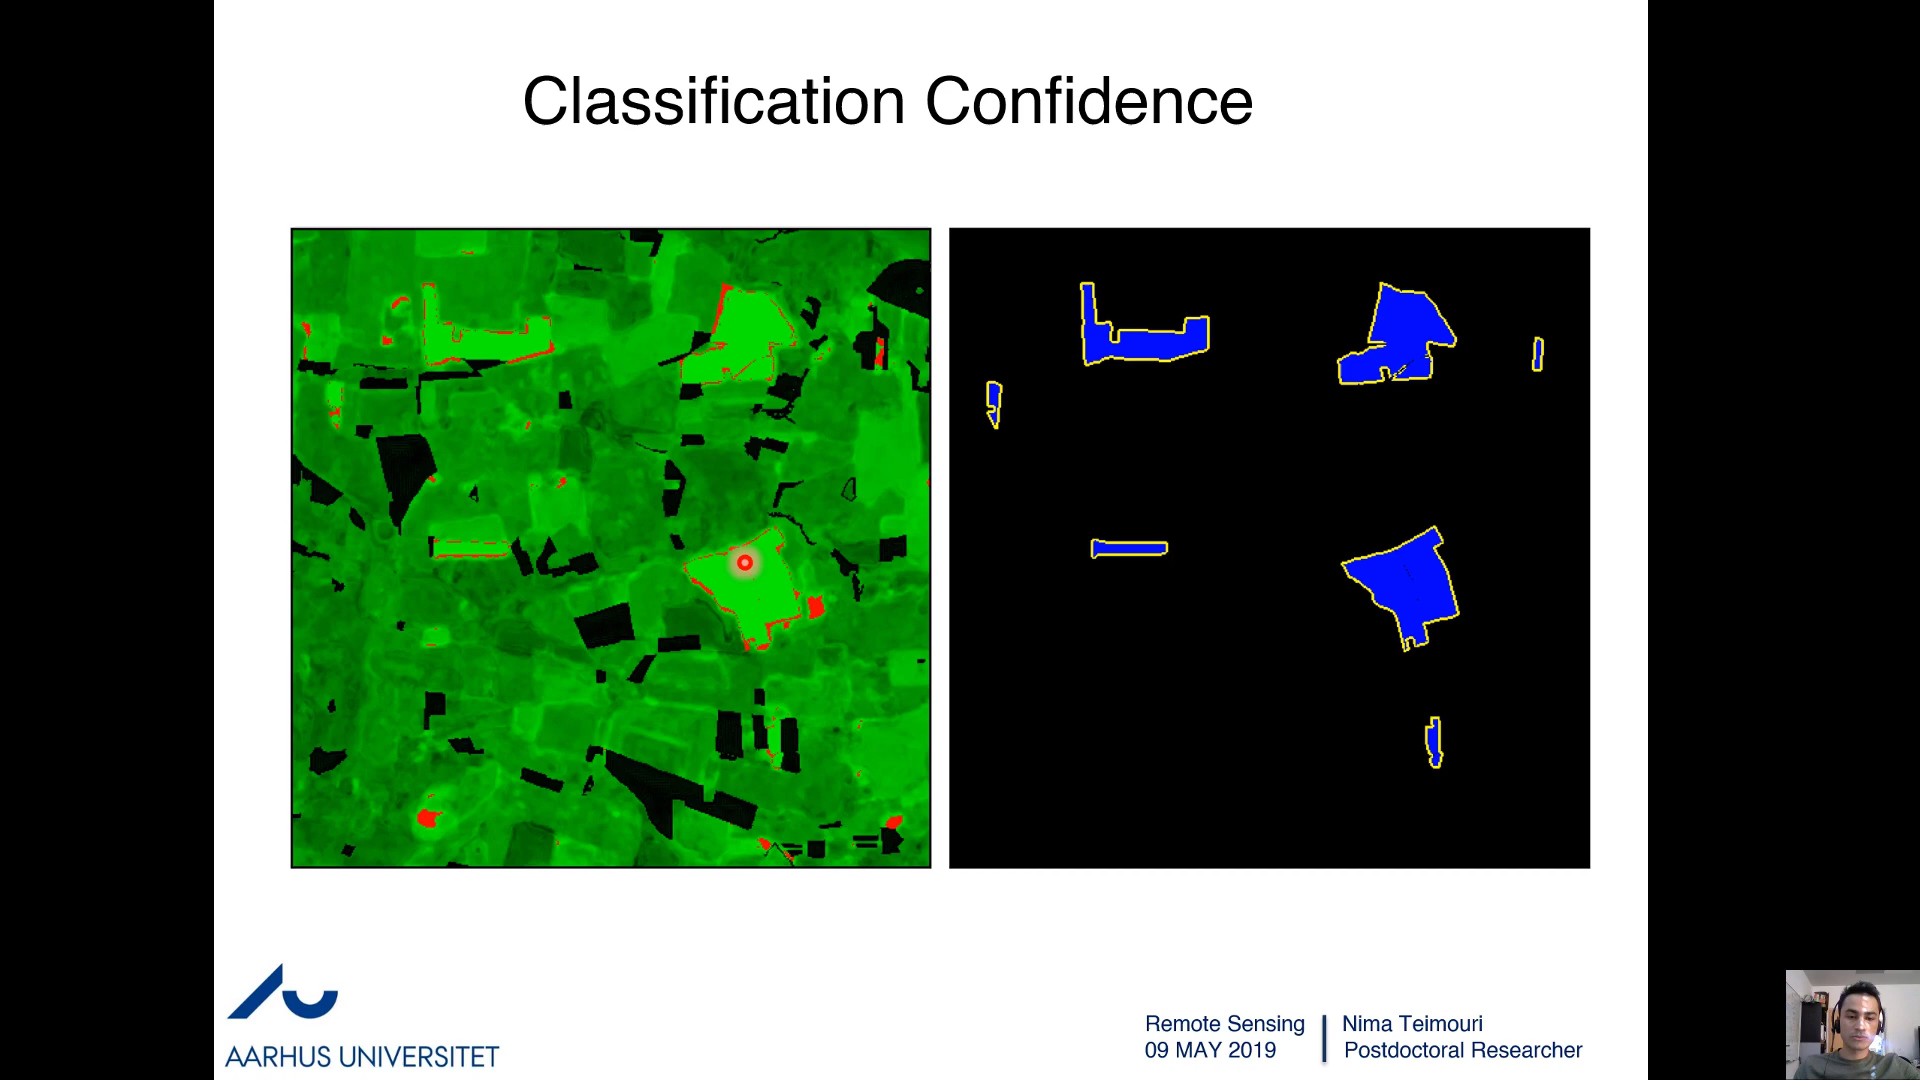 Classification Confidence
AARHUS UNIVERSITET
Remote Sensing
09 MAY 2019
Nima Teimouri
Postdoctoral Researcher